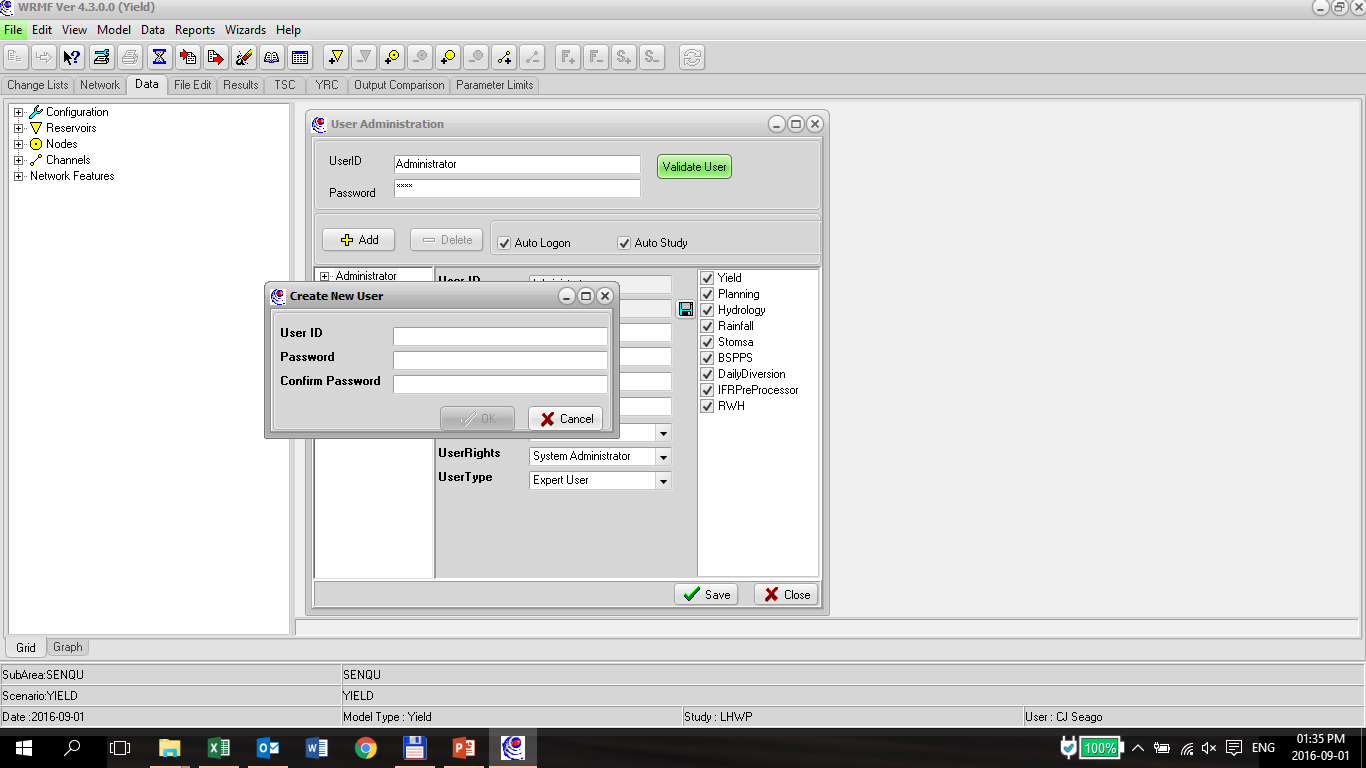 WRMF Ver 4.3.0.0 (Yield)
File Edit View Model Data Reports Wizards Help
F+ F- S+ S-
Change Lists Network Data File Edit Results TSC YRC Output Comparison Parameter Limits
Configuration
Reservoirs
Nodes
Channels
Network Features
User Administration
UserID Administrator Validate User
Password ****
Add Delete Auto Logon Auto Study
Administrator
Create New User
User ID
Password
Confirm Password
OK Cancel
UserRights System Administrator
UserType Expert User
Yield
Planning
Hydrology
Rainfall
Stomsa
BSPPS
DailyDiversion
IFRPreProcessor
RWH
Save Close
Grid Graph
SubArea:SENQU SENQU
Scenario:YIELD YIELD
Date :2016-09-01 Model Type : Yield Study : LHWP User : CJ Seago
100% ENG 01:35 PM
2016-09-01